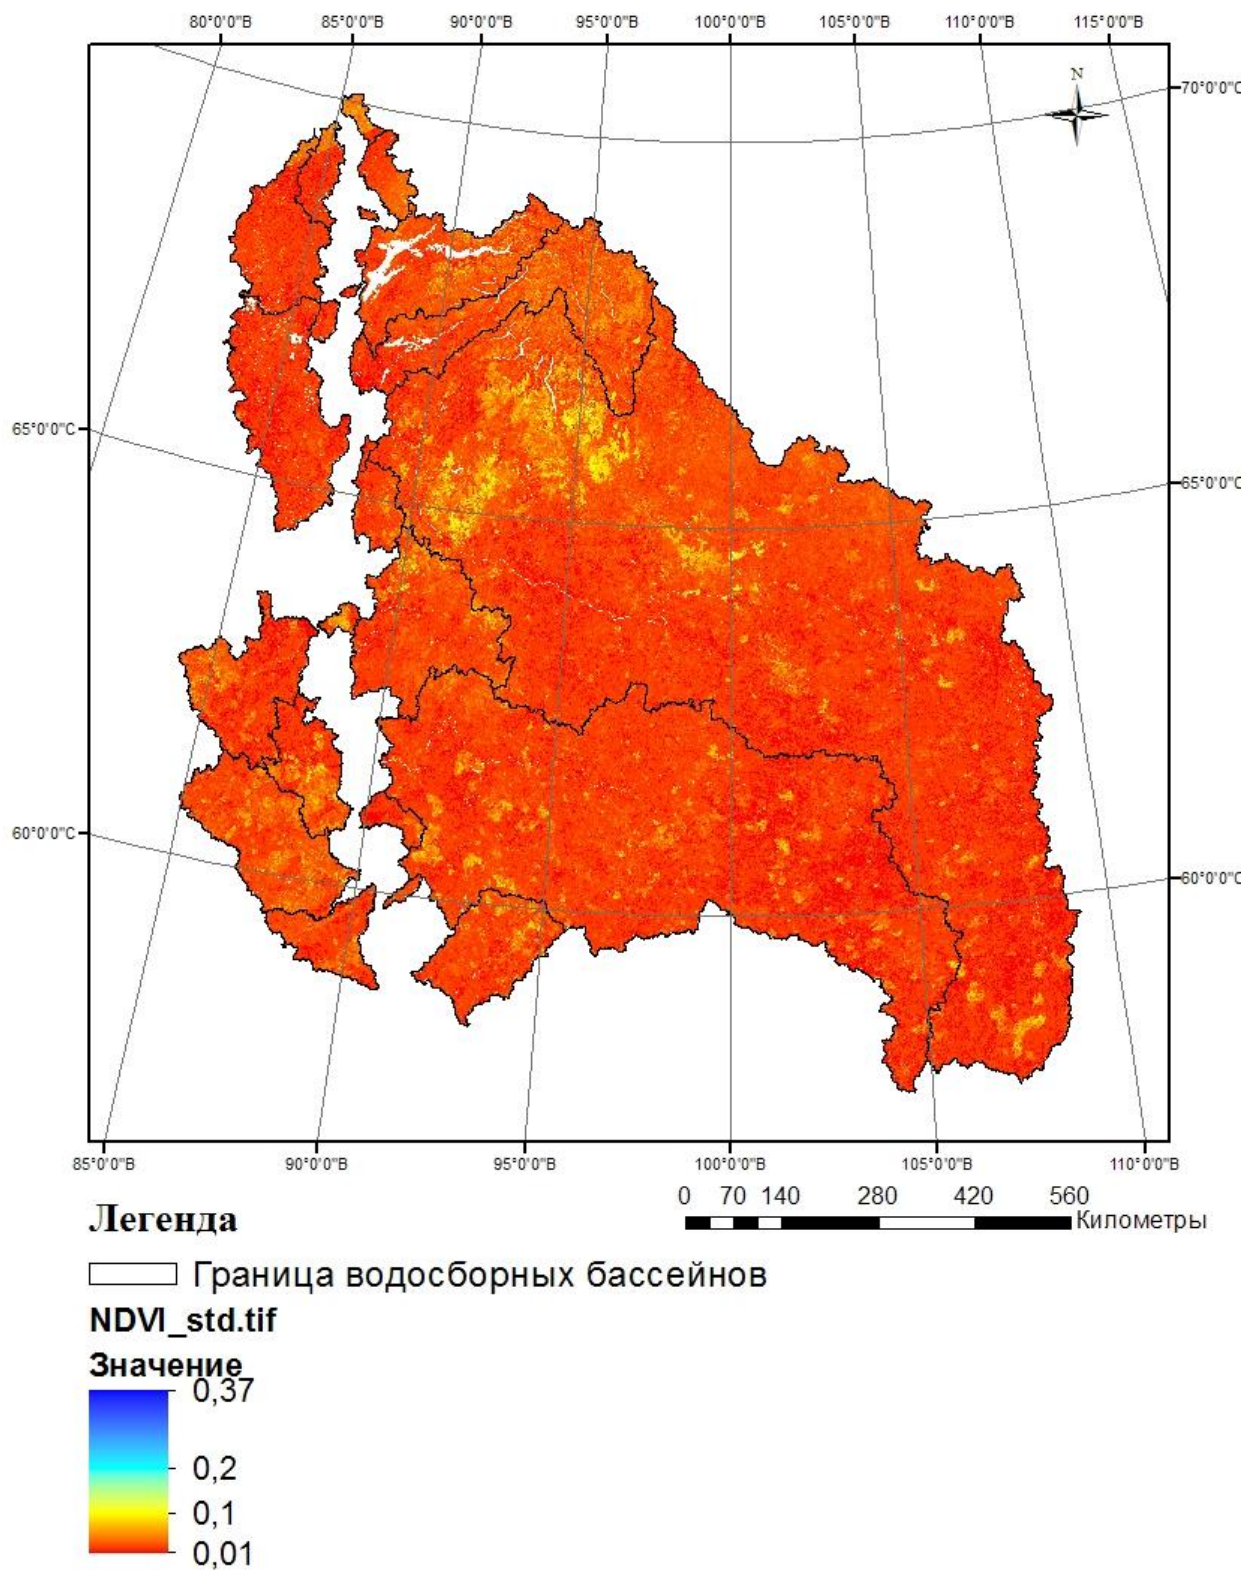 80°0'0"В 85°0'0"В 90°0'0"В 95°0'0"В 100°0'0"В 105°0'0"В 110°0'0"В 115°0'0"В
N
70°0'0"С
65°0'0"С
65°0'0"С
60°0'0"С
60°0'0"С
85°0'0"В 90°0'0"В 95°0'0"В 100°0'0"В 105°0'0"В 110°0'0"В
0 70 140 280 420 560
Километры
Легенда
Граница водосборных бассейнов
NDVI_std.tif
Значение
0,37
0,2
0,1
0,01